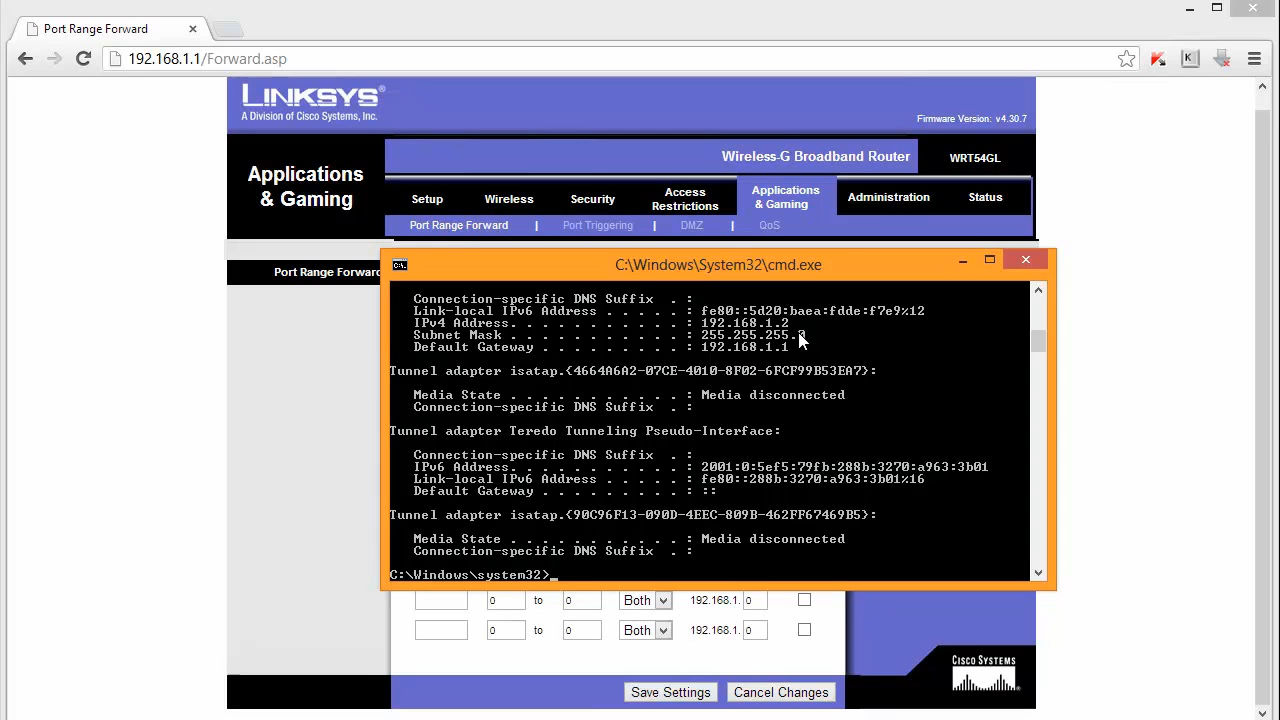 Port Range Forward
192.168.1.1/Forward.asp
K
LINKSYS®
A Division of Cisco Systems, Inc.
Firmware Version: v4.30.7
Wireless-G Broadband Router
WRT54GL
Applications & Gaming
Setup
Wireless
Security
Access Restrictions
Applications & Gaming
Administration
Status
Port Range Forward | Port Triggering | DMZ | QoS
Port Range Forward
C:\Windows\System32\cmd.exe
Connection-specific DNS Suffix . :
Link-local IPv6 Address . . . . . : fe80::5d20:baea:fdde:f7e9%12
IPv4 Address. . . . . . . . . . . : 192.168.1.2
Subnet Mask . . . . . . . . . . . : 255.255.255.
Default Gateway . . . . . . . . . : 192.168.1.1
Tunnel adapter isatap.{4664A6A2-07CE-4010-8F02-6FCF99B53EA7}:
Media State . . . . . . . . . . . : Media disconnected
Connection-specific DNS Suffix . :
Tunnel adapter Teredo Tunneling Pseudo-Interface:
Connection-specific DNS Suffix . :
IPv6 Address. . . . . . . . . . . : 2001:0:5ef5:79fb:288b:3270:a963:3b01
Link-local IPv6 Address . . . . . : fe80::288b:3270:a963:3b01%16
Default Gateway . . . . . . . . . : ::
Tunnel adapter isatap.{90C96F13-090D-4EEC-809B-462FF67469B5}:
Media State . . . . . . . . . . . : Media disconnected
Connection-specific DNS Suffix . :
C:\Windows\system32>_
0 to 0 Both 192.168.1. 0
0 to 0 Both 192.168.1. 0
CISCO SYSTEMS
Save Settings Cancel Changes